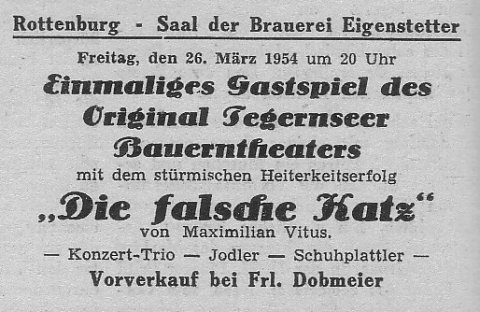 Rottenburg - Saal der Brauerei Eigenstetter
Freitag, den 26. März 1954 um 20 Uhr
Einmaliges Gastspiel des
Original Tegernseer
Bauerntheaters
mit dem stürmischen Heiterkeitserfolg
„Die falsche Katz“
von Maximilian Vitus.
— Konzert-Trio — Jodler — Schuhplattler —
Vorverkauf bei Frl. Dobmeier